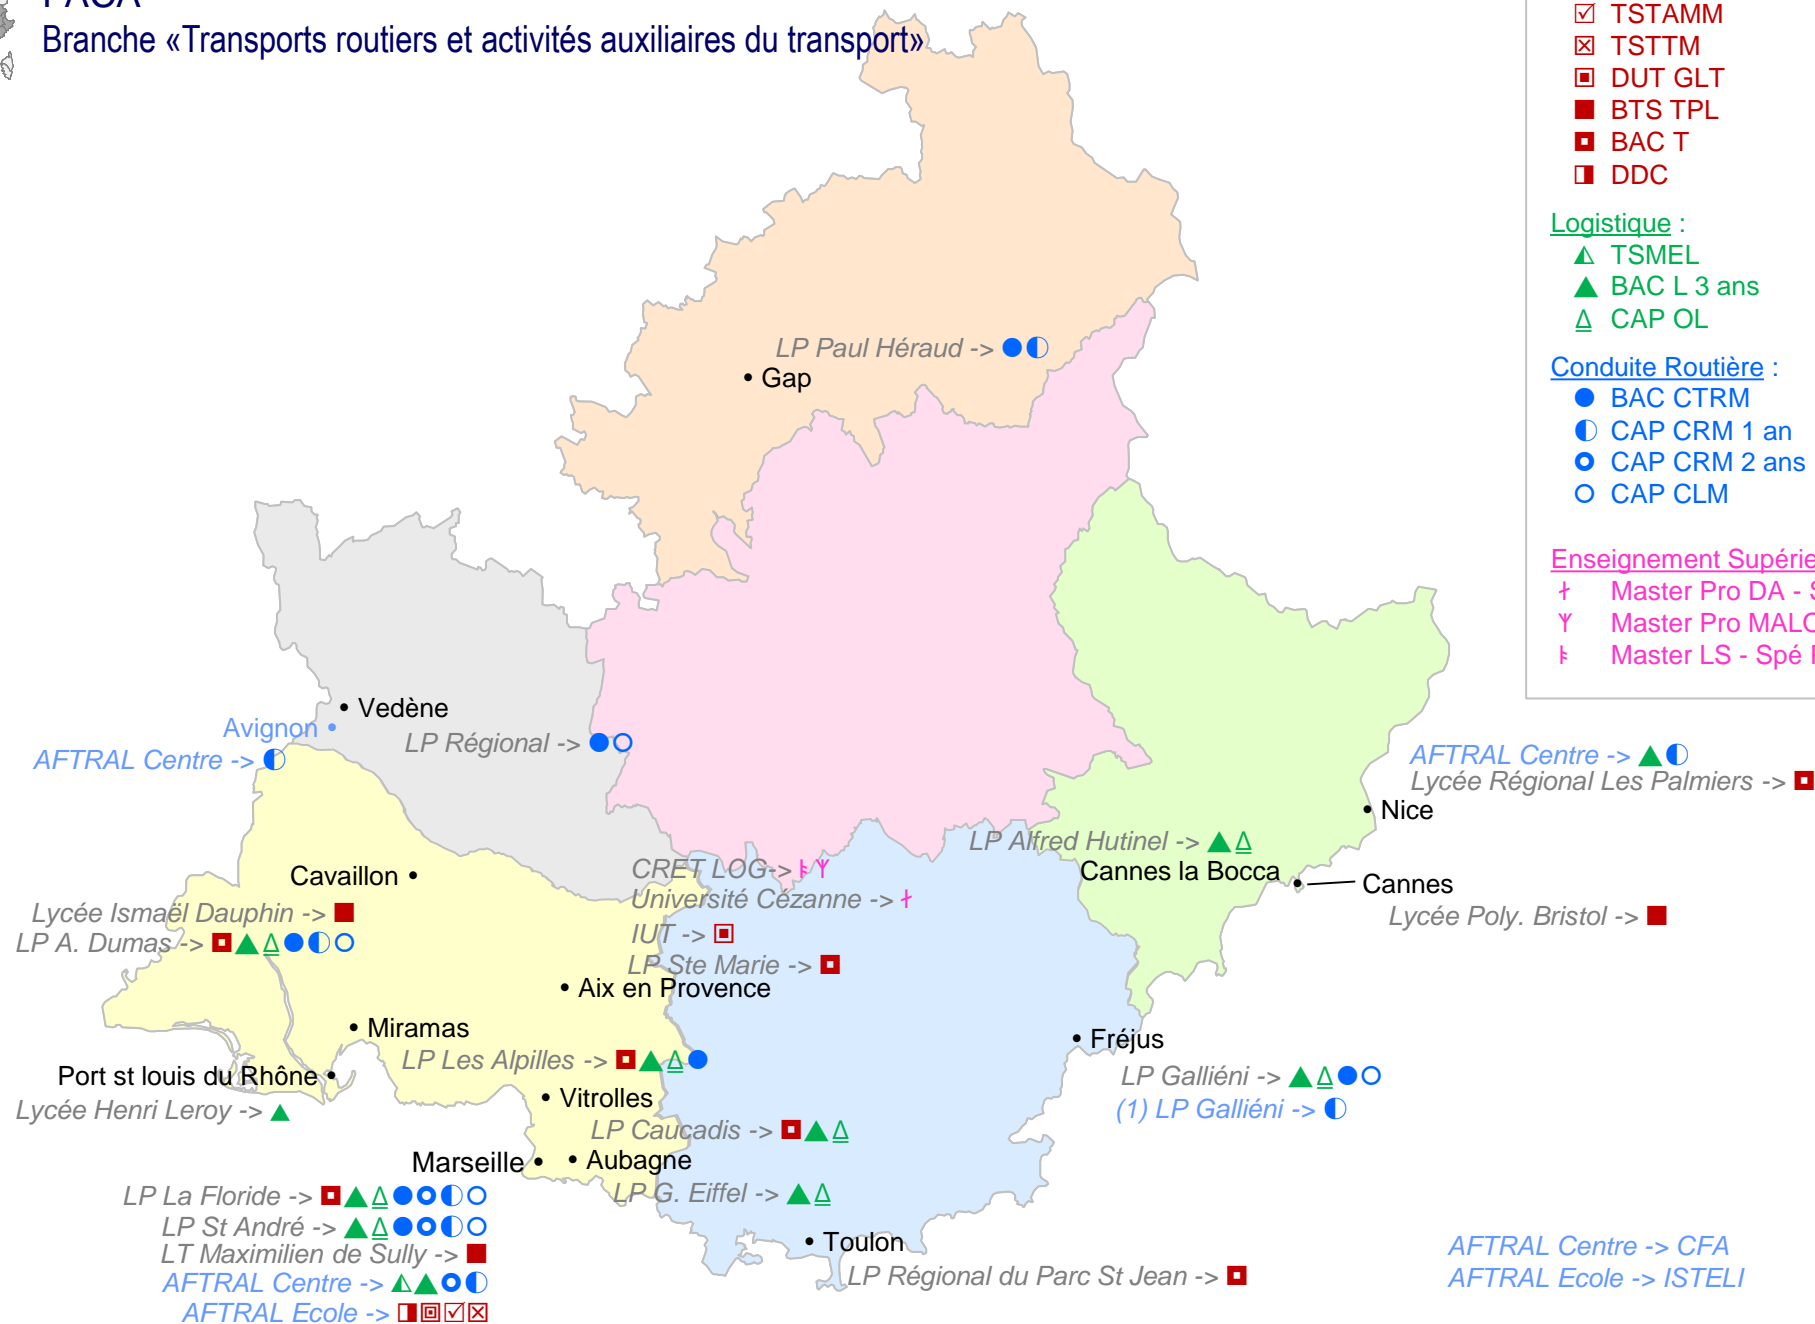 Branche «Transports routiers et activités auxiliaires du transport»
TSTAMM
TSTTM
DUT GLT
BTS TPL
BAC T
DDC
Logistique :
TSMEL
BAC L 3 ans
CAP OL
Conduite Routière :
BAC CTRM
CAP CRM 1 an
CAP CRM 2 ans
CAP CLM
Master Pro DA -
Master LS - Spé
LP Paul Héraud ->
• Gap
• Vedène
Avignon •
LP Régional ->
AFTRAL Centre ->
AFTRAL Centre ->
Lycée Régional Les Palmiers ->
• Nice
LP Alfred Hutinel ->
Cannes la Bocca •
Cannes
Lycée Poly. Bristol ->
Cavaillon •
CRET LOG->
Université Cézanne ->
Lycée Ismaël Dauphin ->
LP A. Dumas ->
IUT ->
LP Ste Marie ->
• Aix en Provence
• Miramas
LP Les Alpilles ->
• Fréjus
Port st louis du Rhône •
LP Galliéni ->
(1) LP Galliéni ->
Lycée Henri Leroy ->
• Vitrolles
LP Caucadis ->
Marseille •
• Aubagne
LP La Floride ->
LP G. Eiffel ->
LP St André ->
LT Maximilien de Sully ->
AFTRAL Centre ->
AFTRAL Ecole ->
• Toulon
LP Régional du Parc St Jean ->
AFTRAL Centre -> CFA
AFTRAL Ecole -> ISTELI